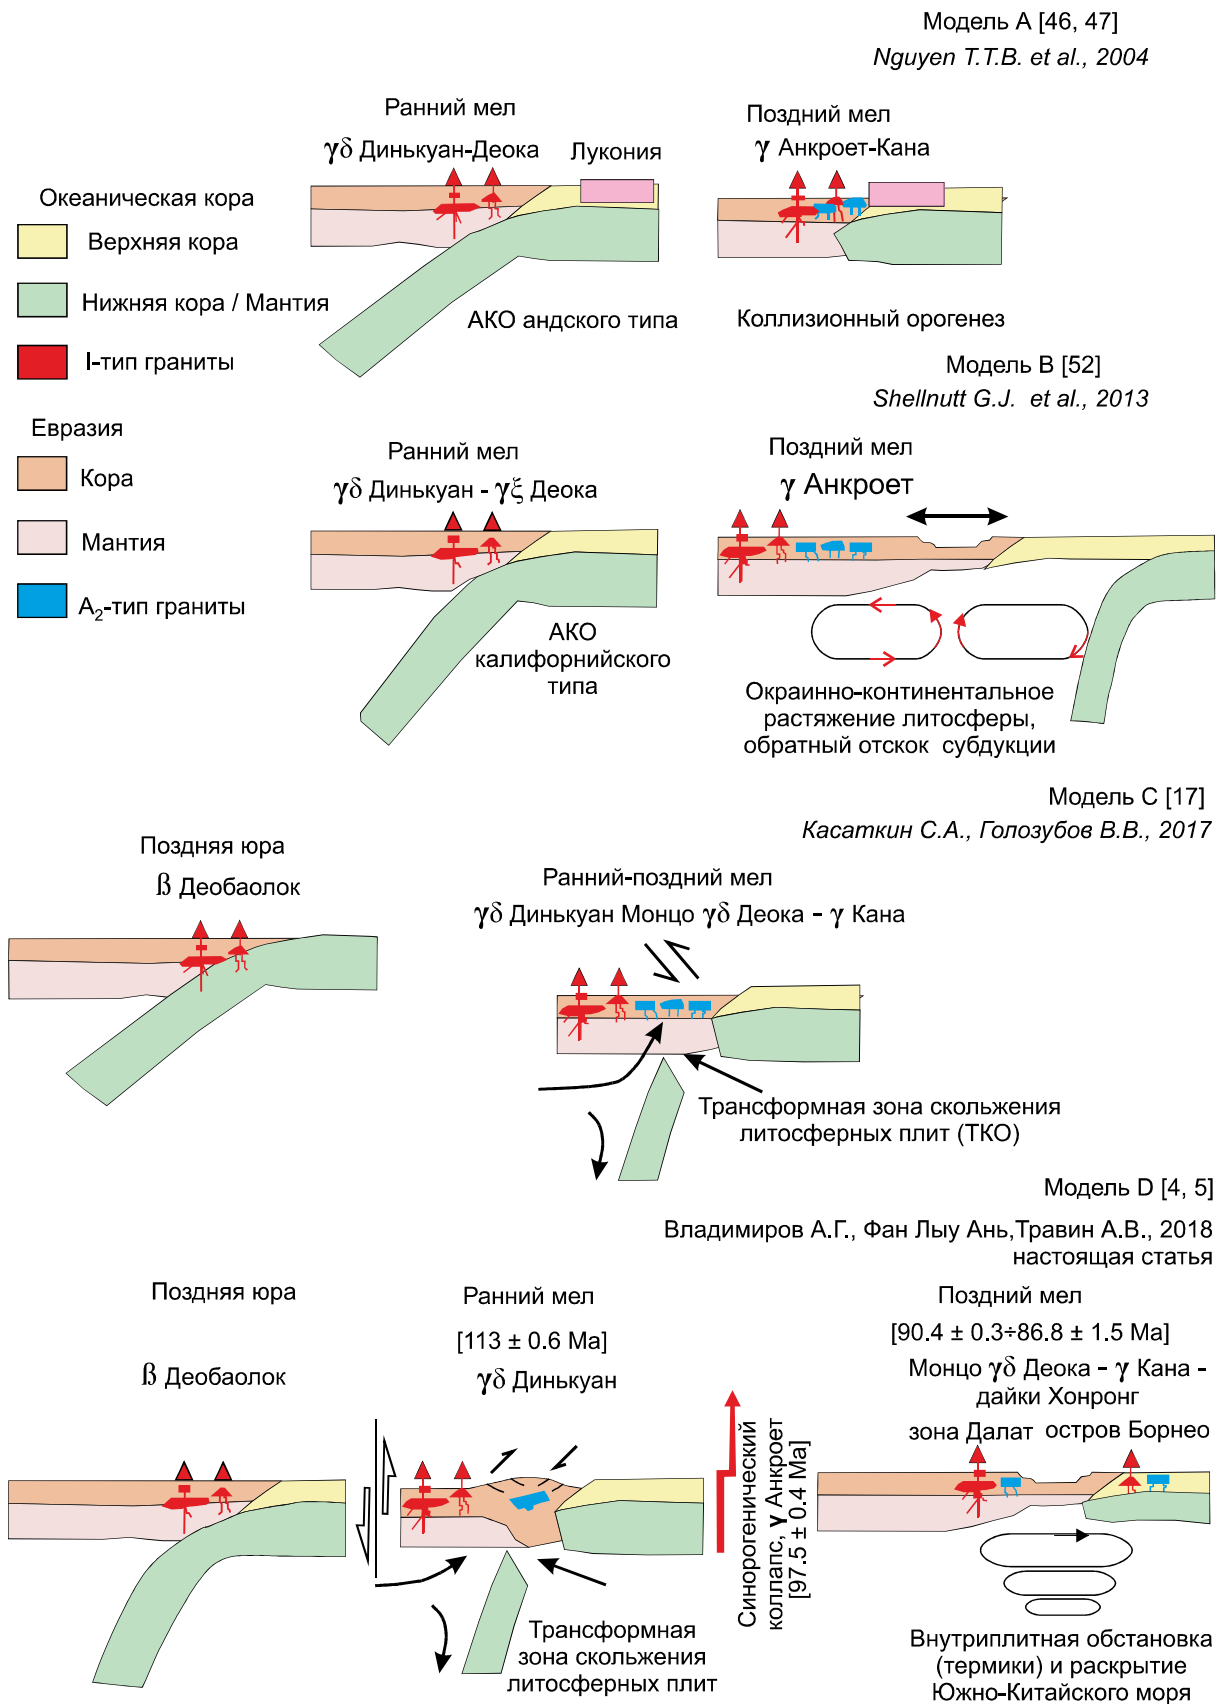 Модель A [46, 47]
Nguyen T.T.B. et al., 2004
Ранний мел
γδ Динькуан-Деока
Лукония
Поздний мел
γ Анкроет-Кана
Океаническая кора
Верхняя кора
Нижняя кора / Мантия
I-тип граниты
Евразия
Кора
Мантия
A₂-тип граниты
АКО андского типа
Коллизионный орогенез
Модель B [52]
Shellnutt G.J. et al., 2013
Ранний мел
γδ Динькуан - γξ Деока
Поздний мел
γ Анкроет
АКО
калифорнийского
типа
Окраинно-континентальное
растяжение литосферы,
обратный отскок субдукции
Модель C [17]
Касаткин С.А., Голозубов В.В., 2017
Поздняя юра
ß Деобаолок
Ранний-поздний мел
γδ Динькуан Монцо γδ Деока – γ Кана
Трансформная зона скольжения
литосферных плит (ТКО)
Модель D [4, 5]
Владимиров А.Г., Фан Лыу Ань,Травин А.В., 2018
настоящая статья
Поздняя юра
ß Деобаолок
Ранний мел
[113 ± 0.6 Ma]
γδ Динькуан
Трансформная
зона скольжения
литосферных плит
Синорогенический
коллапс, γ Анкроет
[97.5 ± 0.4 Ma]
Поздний мел
[90.4 ± 0.3÷86.8 ± 1.5 Ma]
Монцо γδ Деока – γ Кана -
дайки Хонронг
зона Далат
остров Борнео
Внутриплитная обстановка
(термики) и раскрытие
Южно-Китайского моря